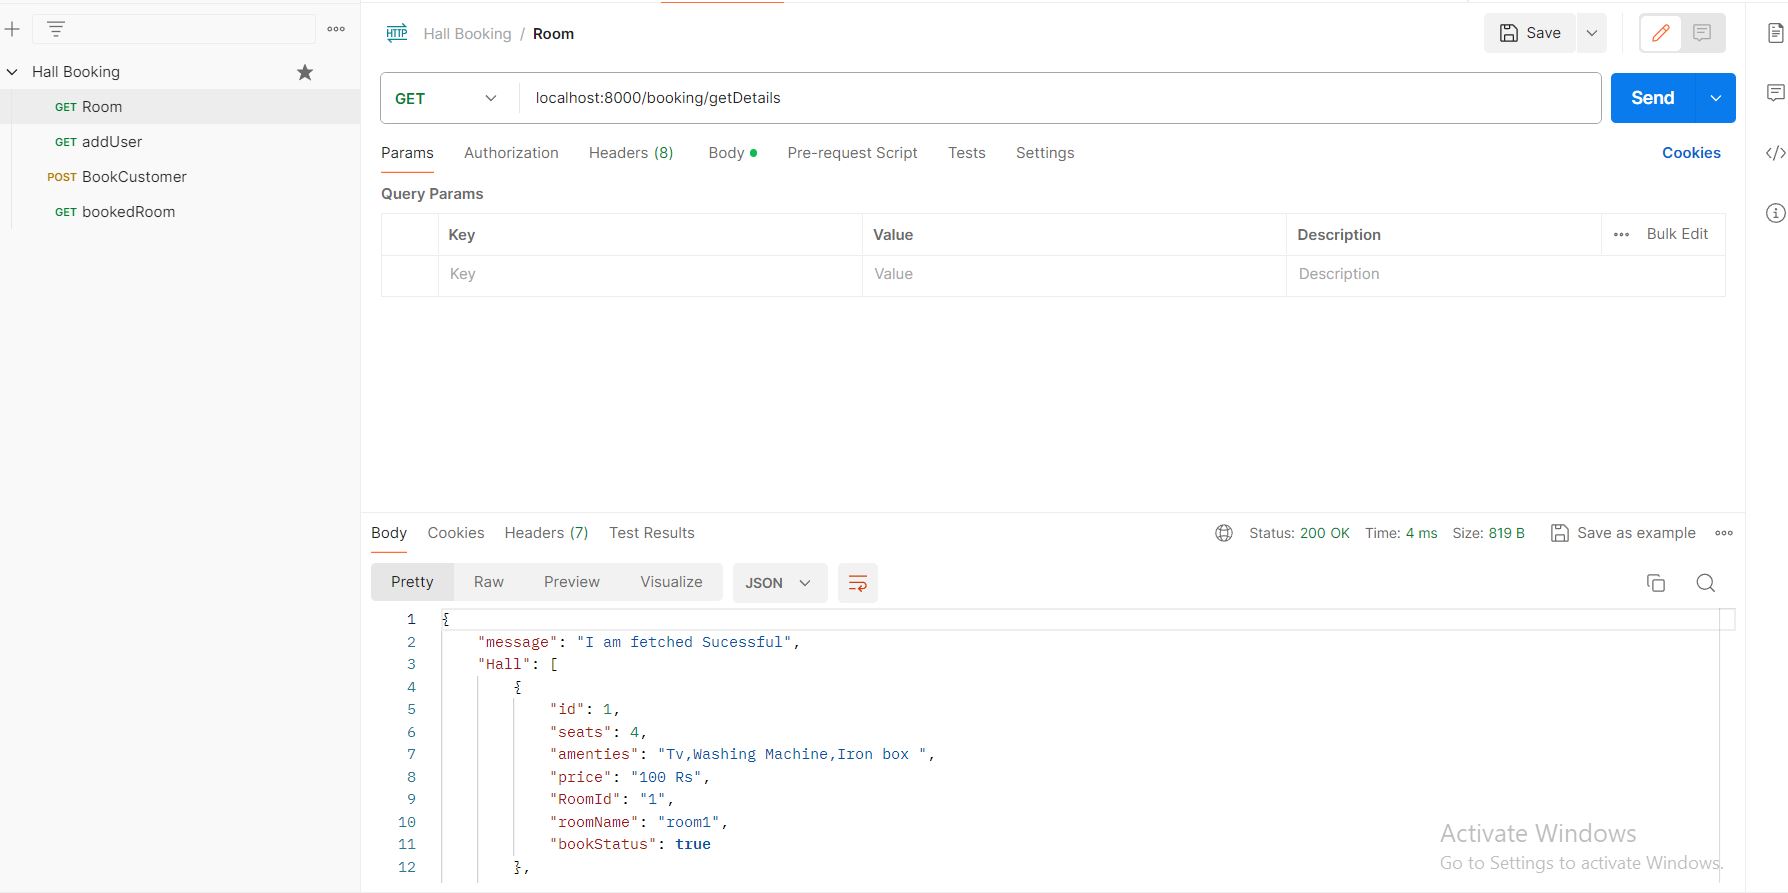 Hall Booking
GET Room
GET addUser
POST BookCustomer
GET bookedRoom
HTTP Hall Booking / Room
Save
GET localhost:8000/booking/getDetails
Send
Params Authorization Headers (8) Body Pre-request Script Tests Settings Cookies
Query Params
Key Value Description Bulk Edit
Key Value Description
Body Cookies Headers (7) Test Results Status: 200 OK Time: 4 ms Size: 819 B Save as example
Pretty Raw Preview Visualize JSON
1 {
2 "message": "I am fetched Sucessful",
3 "Hall": [
4 {
5 "id": 1,
6 "seats": 4,
7 "amenties": "Tv,Washing Machine,Iron box ",
8 "price": "100 Rs",
9 "RoomId": "1",
10 "roomName": "room1",
11 "bookStatus": true
12 },
Activate Windows
Go to Settings to activate Windows.